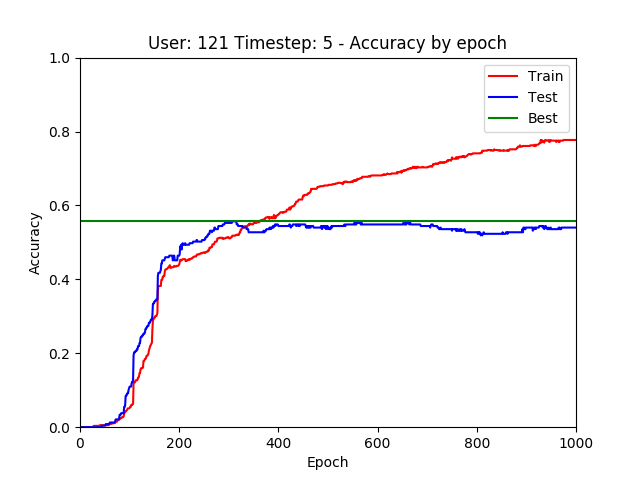 User: 121 Timestep: 5 - Accuracy by epoch
1.0
0.8
0.6
0.4
0.2
0.0
Accuracy
Train
Test
Best
0 200 400 600 800 1000
Epoch